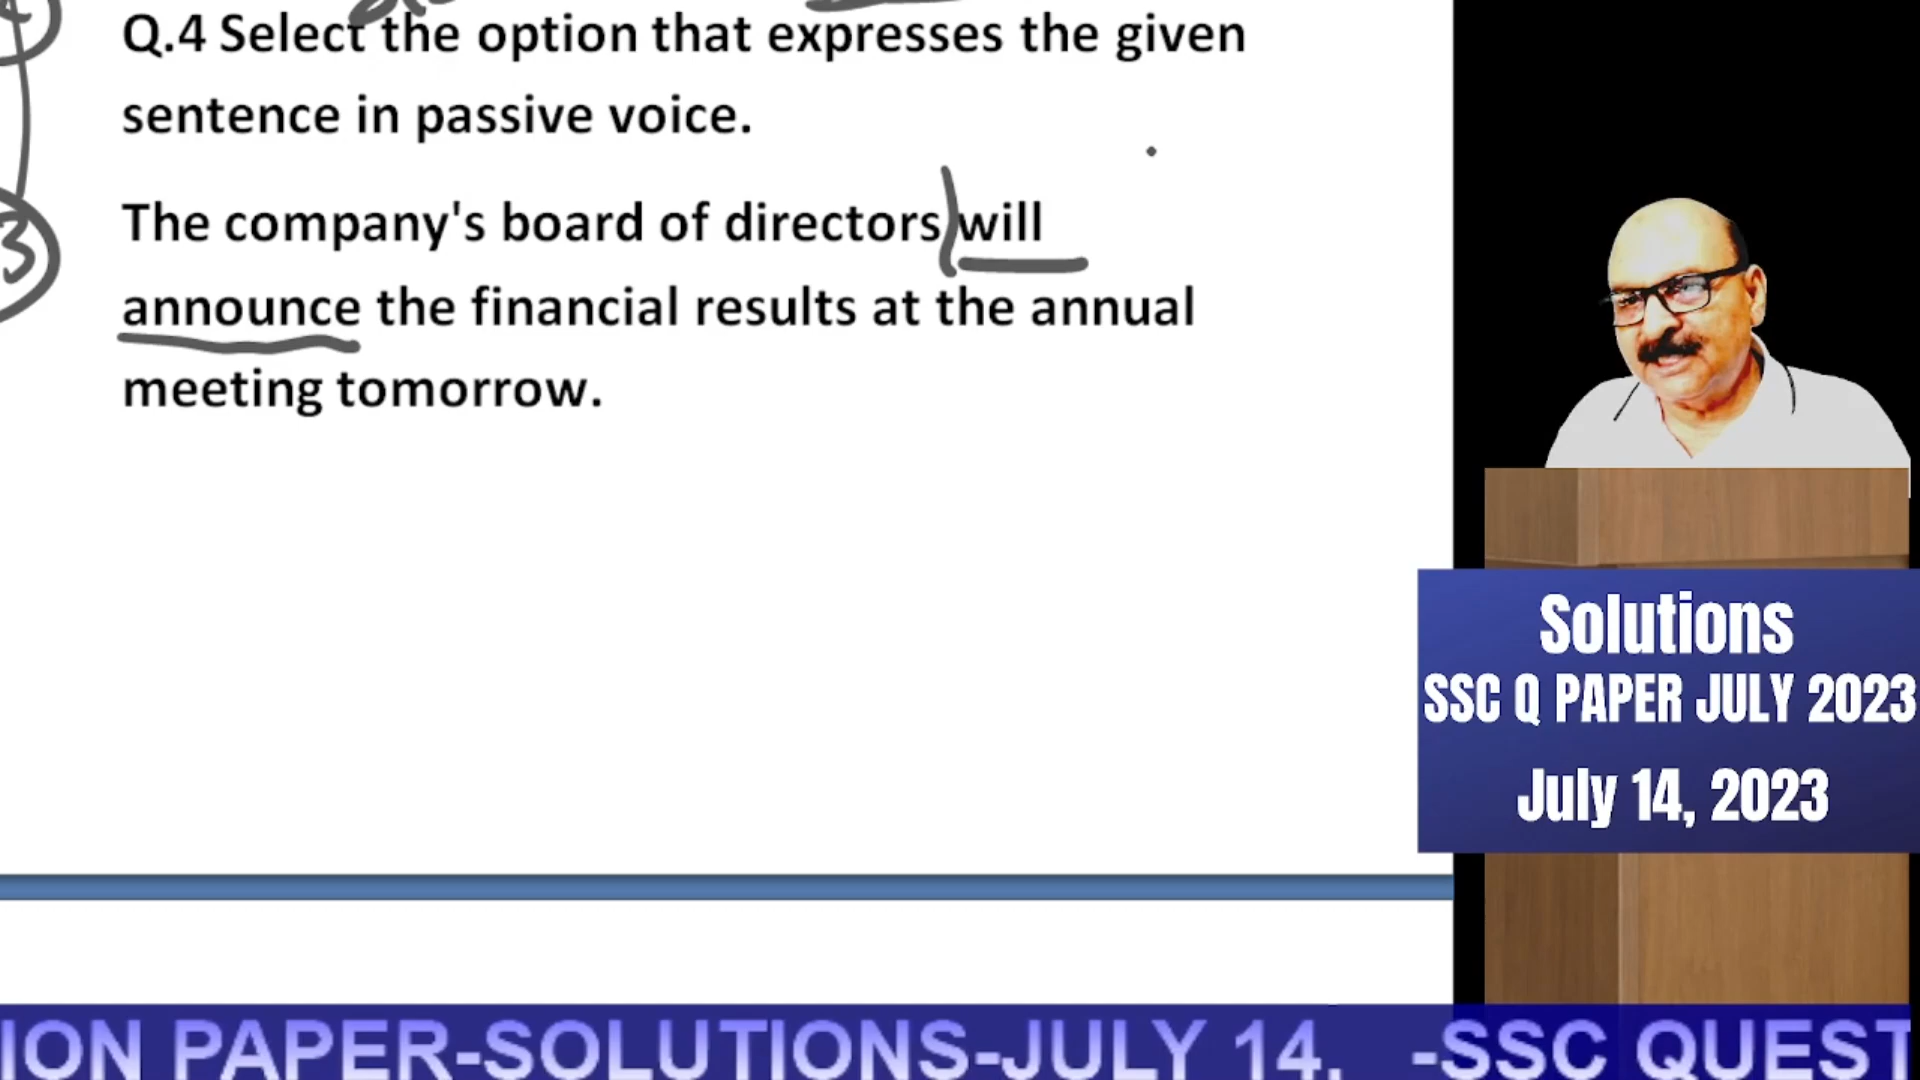 Q.4 Select the option that expresses the given
sentence in passive voice.
3
The company's board of directors will
announce the financial results at the annual
meeting tomorrow.
Solutions
SSC Q PAPER JULY 2023
July 14, 2023
ION PAPER-SOLUTIONS-JULY 14. -SSC QUEST